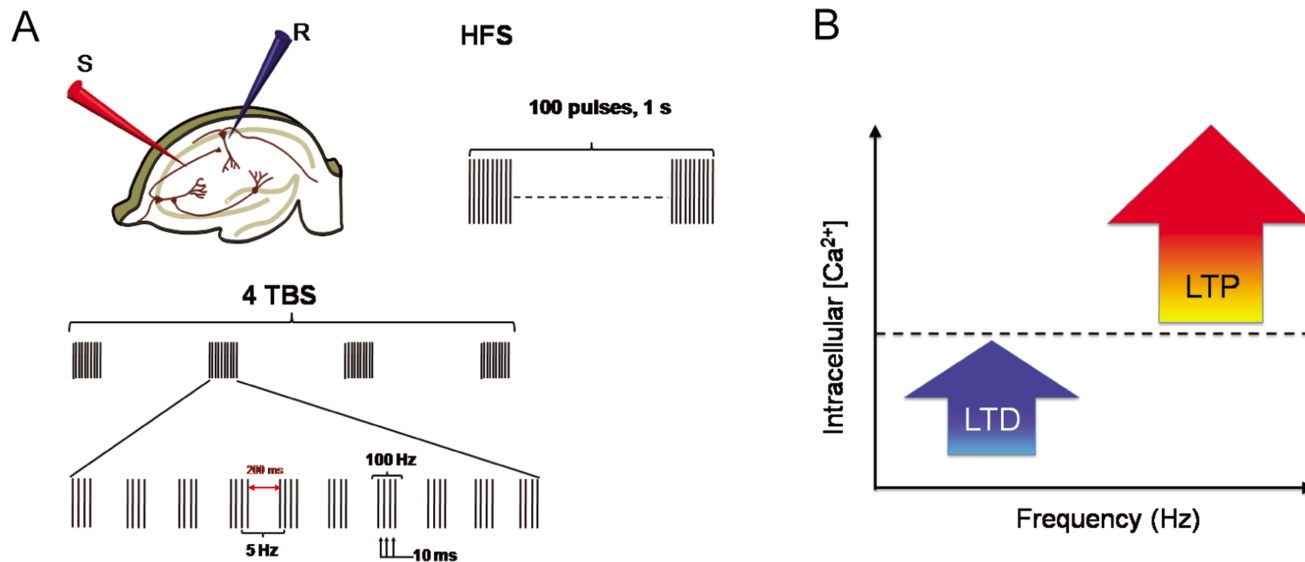 A
S
R
HFS
100 pulses, 1 s
4 TBS
200 ms
100 Hz
5 Hz
10 ms
B
Intracellular [Ca²⁺]
LTP
LTD
Frequency (Hz)